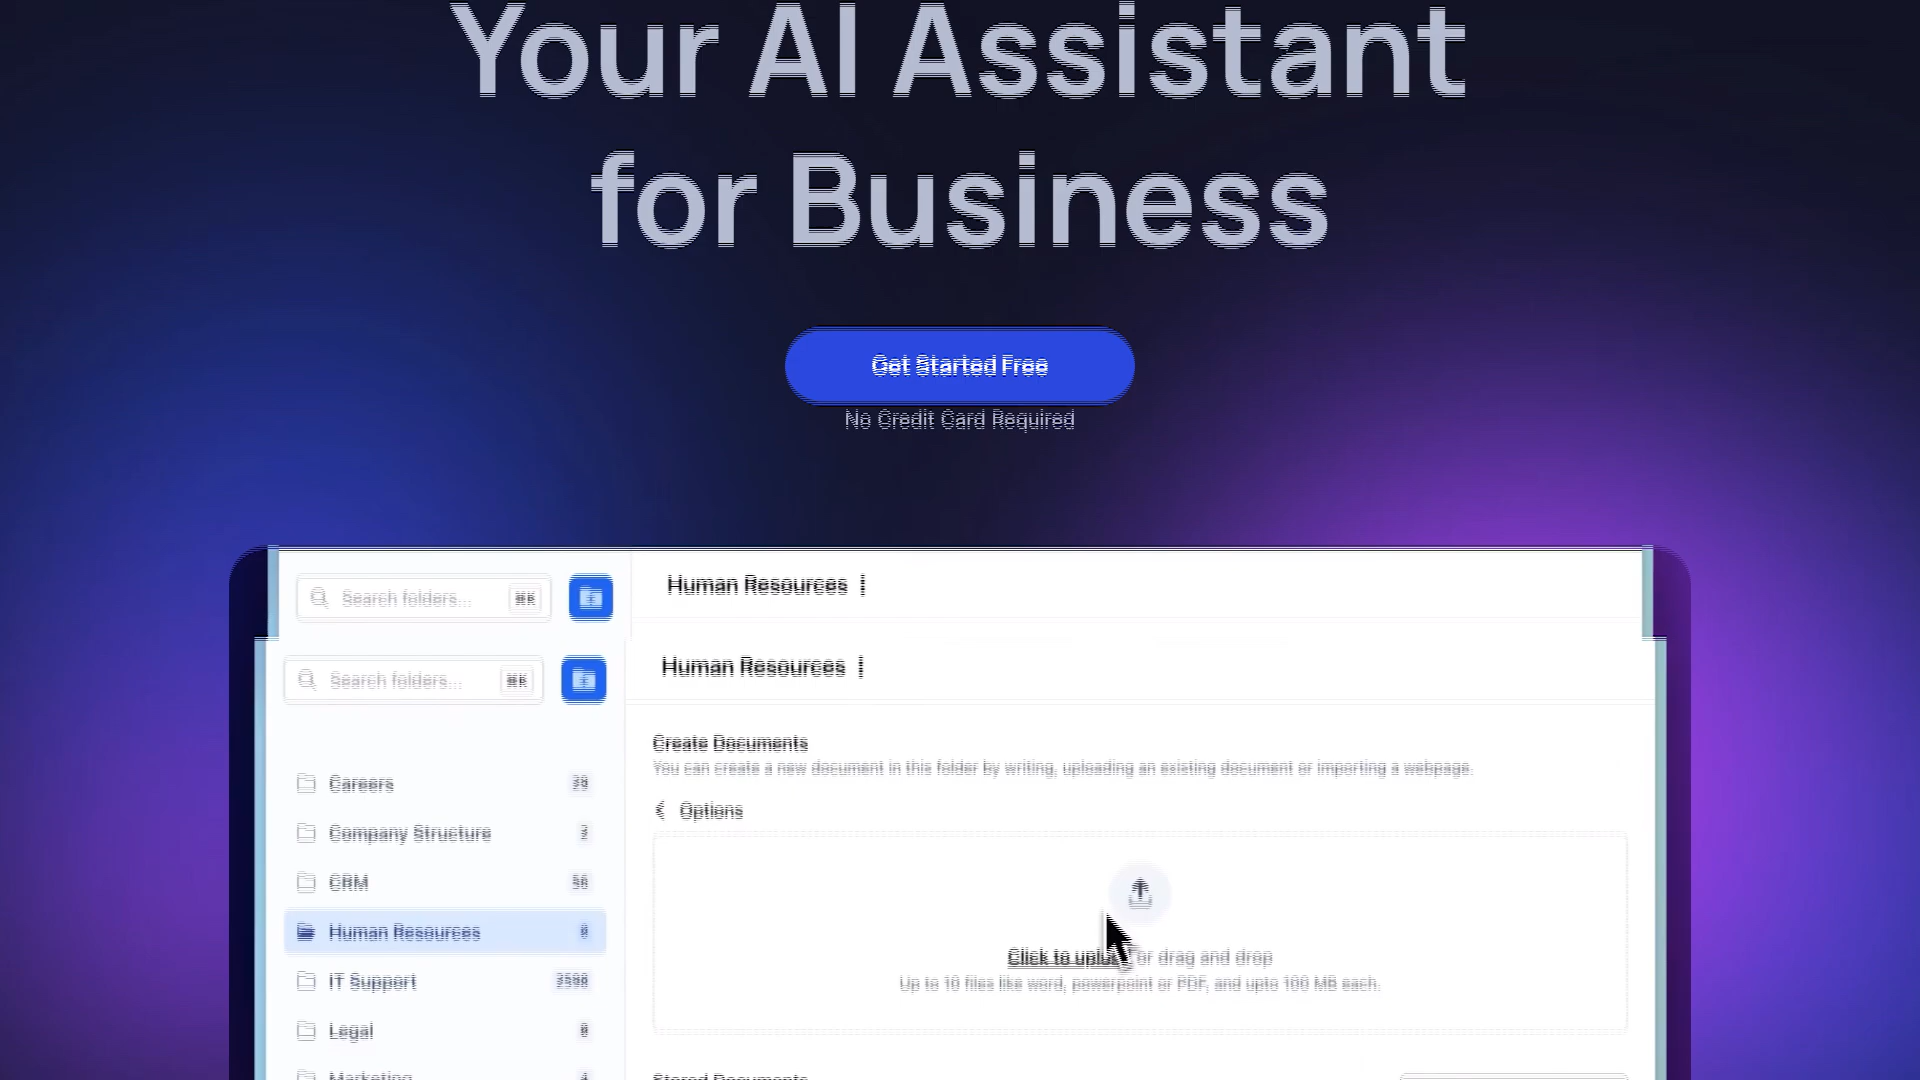 Your AI Assistant
for Business
Get Started Free
No Credit Card Required
Search folders...
⌘K
Human Resources
Search folders...
⌘K
Human Resources
Create Documents
You can create a new document in this folder by writing, uploading an existing document or importing a webpage.
Options
Careers
Company Structure
CRM
Human Resources
IT Support
Legal
Click to upload or drag and drop
Up to 10 files like word, powerpoint or PDF, and upto 100 MB each.
Marketing
Stored Documents